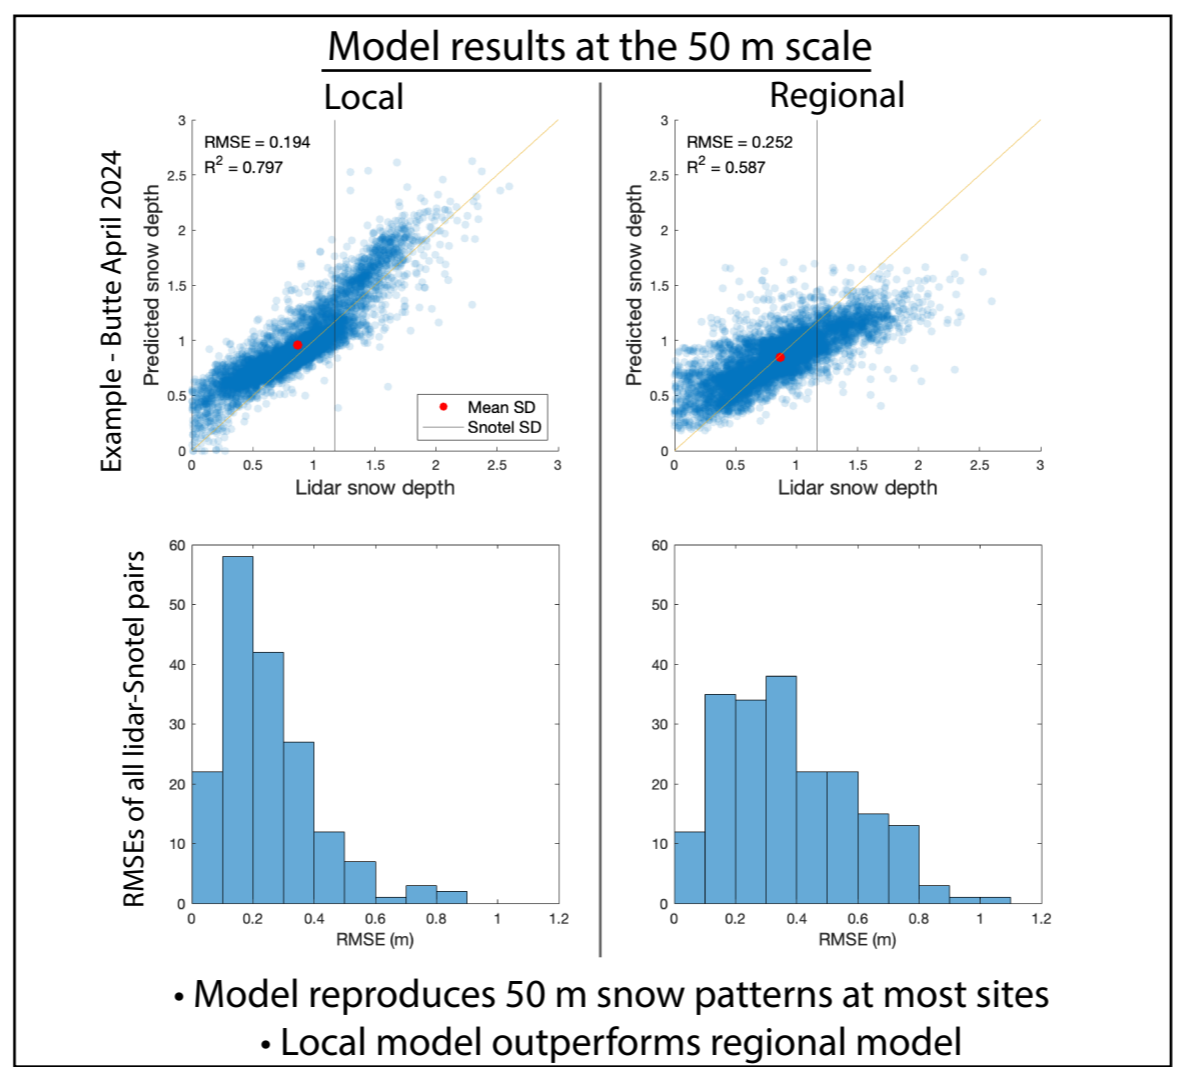 Model results at the 50 m scale
Local
Regional
Example - Butte April 2024
Predicted snow depth
3
2.5
2
1.5
1
0.5
0
RMSE = 0.194
R² = 0.797
Mean SD
Snotel SD
0 0.5 1 1.5 2 2.5 3
Lidar snow depth
Predicted snow depth
3
2.5
2
1.5
1
0.5
0
RMSE = 0.252
R² = 0.587
0 0.5 1 1.5 2 2.5 3
Lidar snow depth
RMSEs of all lidar-Snotel pairs
60
50
40
30
20
10
0
0 0.2 0.4 0.6 0.8 1 1.2
RMSE (m)
60
50
40
30
20
10
0
0 0.2 0.4 0.6 0.8 1 1.2
RMSE (m)
• Model reproduces 50 m snow patterns at most sites
• Local model outperforms regional model